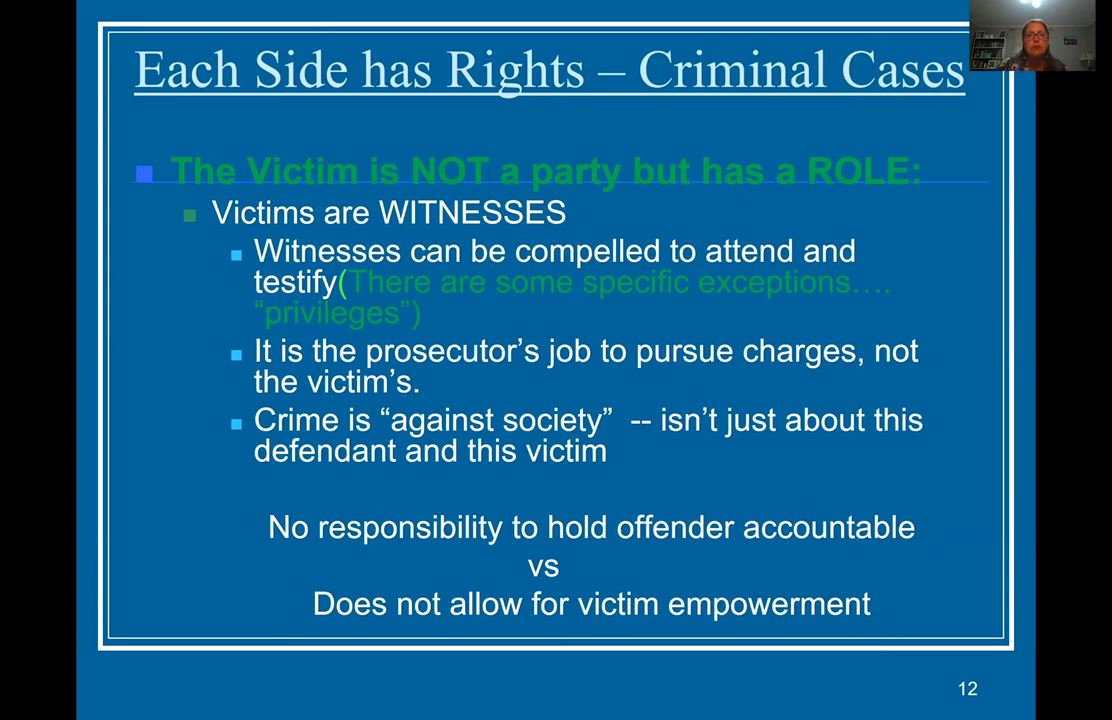 Each Side has Rights – Criminal Cases
The Victim is NOT a party but has a ROLE:
Victims are WITNESSES
Witnesses can be compelled to attend and
testify(There are some specific exceptions….
“privileges”)
It is the prosecutor’s job to pursue charges, not
the victim’s.
Crime is “against society” -- isn’t just about this
defendant and this victim
No responsibility to hold offender accountable
vs
Does not allow for victim empowerment
12